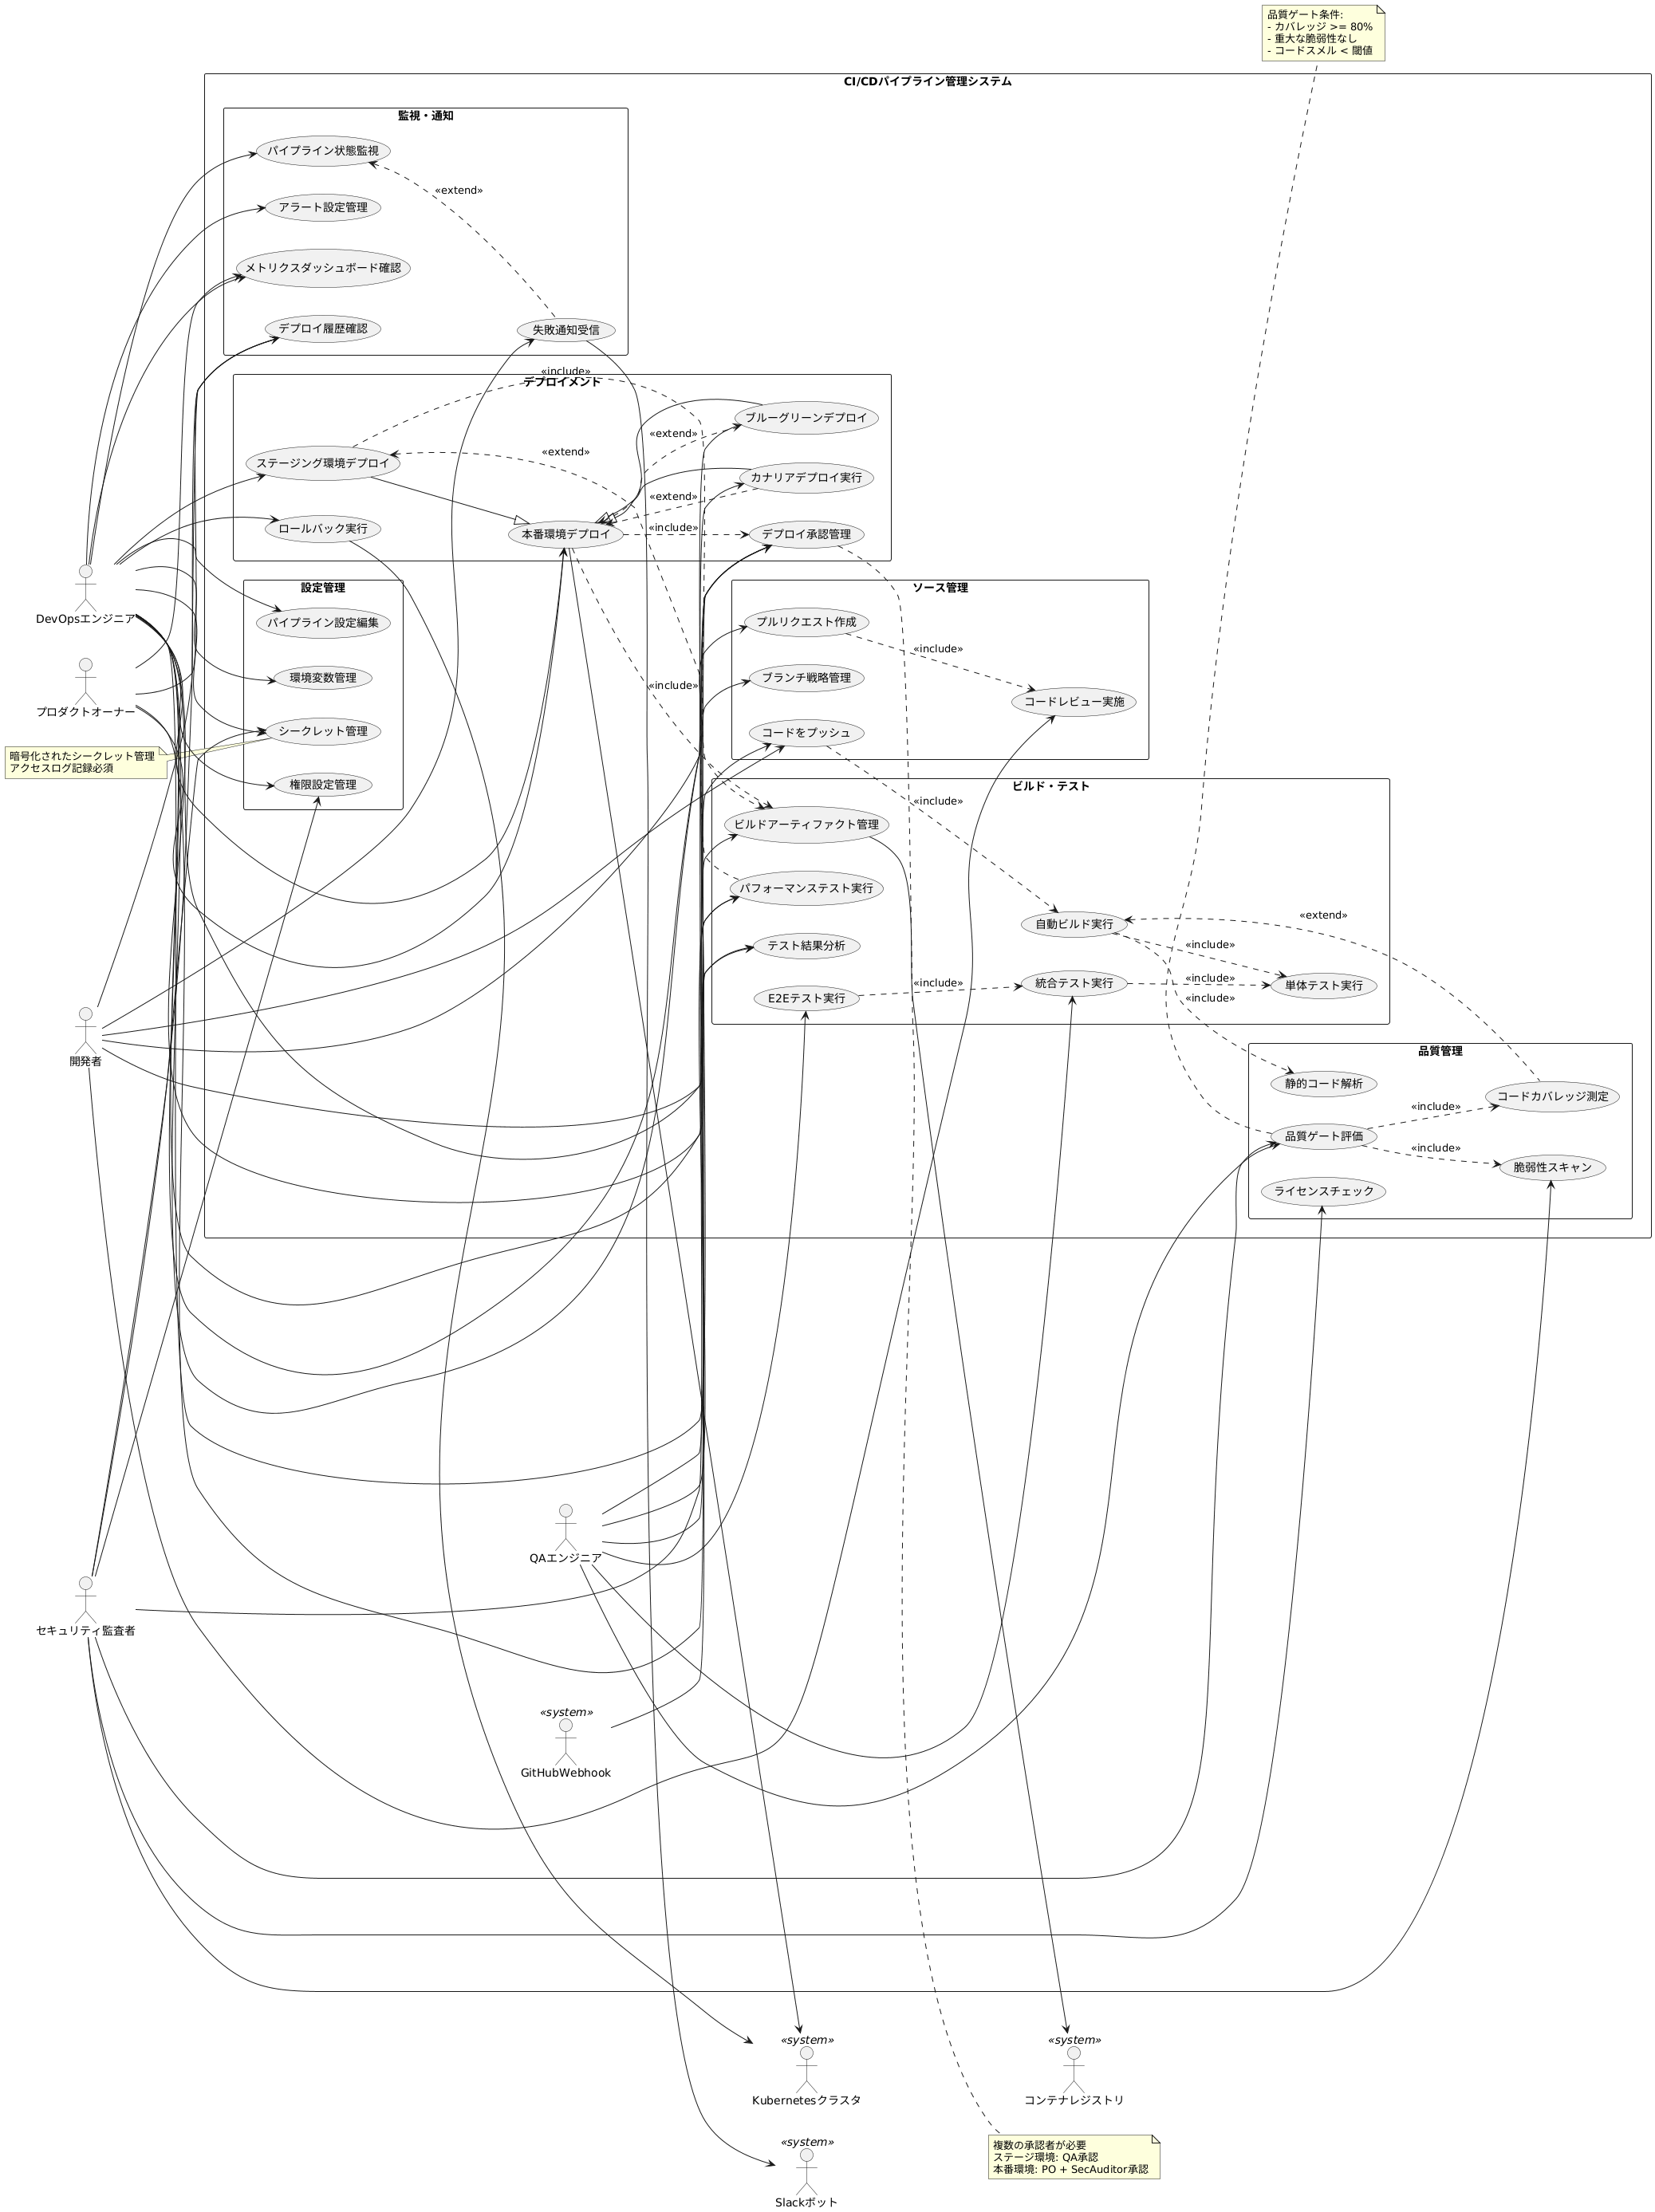 品質ゲート条件:
- カバレッジ >= 80%
- 重大な脆弱性なし
- コードスメル < 閾値
CI/CDパイプライン管理システム
監視・通知
パイプライン状態監視
«extend»
アラート設定管理
メトリクスダッシュボード確認
デプロイ履歴確認
失敗通知受信
«include»
デプロイメント
ブルーグリーンデプロイ
«extend»
«extend»
ステージング環境デプロイ
カナリアデプロイ実行
«extend»
ロールバック実行
本番環境デプロイ
«include»
デプロイ承認管理
設定管理
パイプライン設定編集
環境変数管理
シークレット管理
権限設定管理
«include»
DevOpsエンジニア
プロダクトオーナー
暗号化されたシークレット管理
アクセスログ記録必須
ソース管理
プルリクエスト作成
«include»
ブランチ戦略管理
コードレビュー実施
コードをプッシュ
ビルド・テスト
«include»
ビルドアーティファクト管理
パフォーマンステスト実行
自動ビルド実行
«extend»
«include»
テスト結果分析
E2Eテスト実行
«include»
統合テスト実行
«include»
単体テスト実行
«include»
品質管理
静的コード解析
コードカバレッジ測定
«include»
品質ゲート評価
«include»
脆弱性スキャン
ライセンスチェック
開発者
QAエンジニア
セキュリティ監査者
«system»
GitHubWebhook
«system»
Kubernetesクラスタ
«system»
コンテナレジストリ
«system»
Slackボット
複数の承認者が必要
ステージ環境: QA承認
本番環境: PO + SecAuditor承認